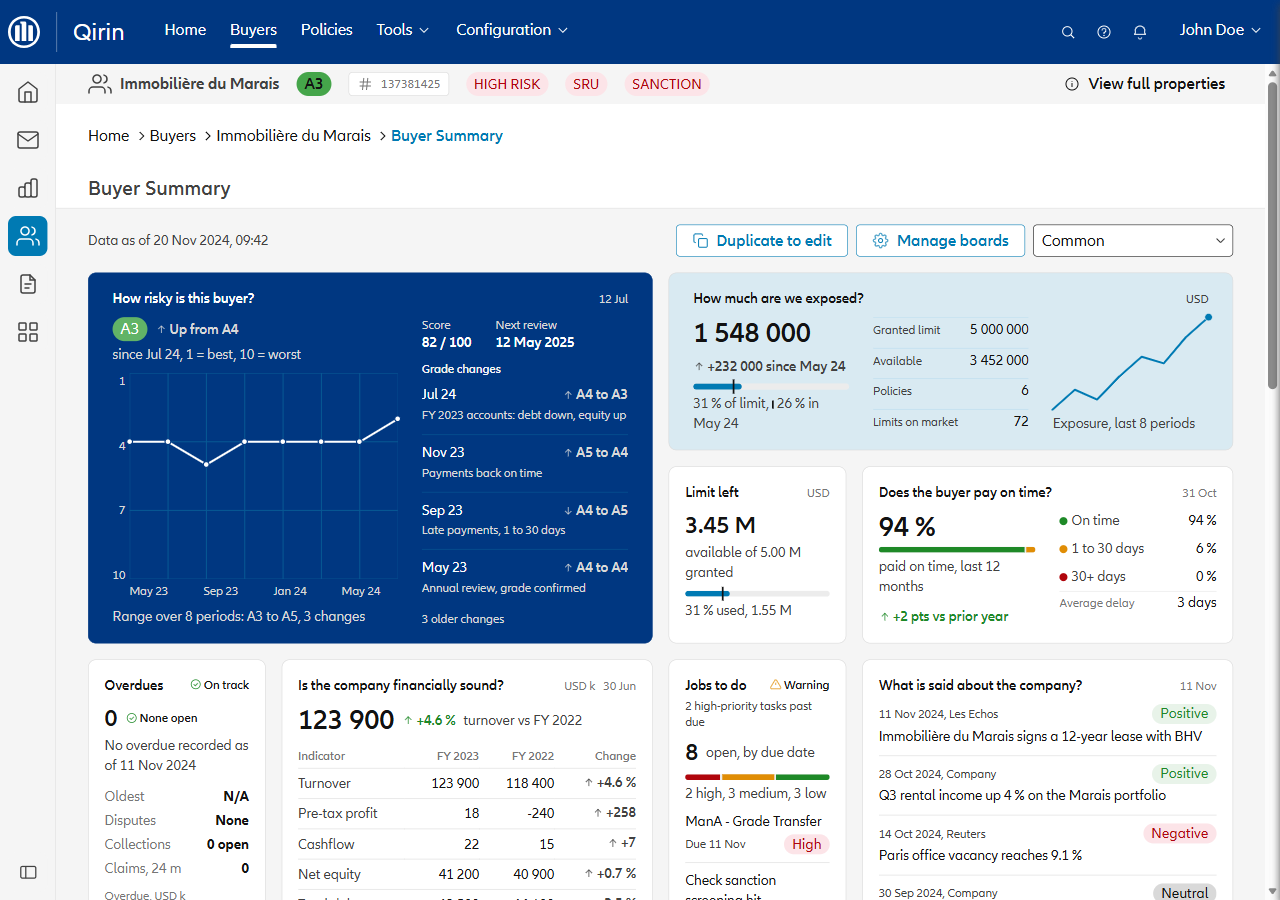 Qirin
Home
Buyers
Policies
Tools
Configuration
John Doe
Immobilière du Marais
A3
# 137381425
HIGH RISK
SRU
SANCTION
View full properties
Home > Buyers > Immobilière du Marais > Buyer Summary
Buyer Summary
Data as of 20 Nov 2024, 09:42
Duplicate to edit
Manage boards
Common
How risky is this buyer?
12 Jul
A3
↑ Up from A4
since Jul 24, 1 = best, 10 = worst
1
4
7
10
May 23
Sep 23
Jan 24
May 24
Range over 8 periods: A3 to A5, 3 changes
Score
82 / 100
Next review
12 May 2025
Grade changes
Jul 24 ↑ A4 to A3
FY 2023 accounts: debt down, equity up
Nov 23 ↑ A5 to A4
Payments back on time
Sep 23 ↓ A4 to A5
Late payments, 1 to 30 days
May 23 ↑ A4 to A4
Annual review, grade confirmed
3 older changes
How much are we exposed?
USD
1 548 000
↑ +232 000 since May 24
31 % of limit, 26 % in
May 24
Granted limit 5 000 000
Available 3 452 000
Policies 6
Limits on market 72
Exposure, last 8 periods
Limit left
USD
3.45 M
available of 5.00 M
granted
31 % used, 1.55 M
Does the buyer pay on time?
31 Oct
94 %
paid on time, last 12
months
↑ +2 pts vs prior year
On time 94 %
1 to 30 days 6 %
30+ days 0 %
Average delay 3 days
Overdues
On track
0 None open
No overdue recorded as
of 11 Nov 2024
Oldest N/A
Disputes None
Collections 0 open
Claims, 24 m 0
Overdue, USD k
Is the company financially sound?
USD k 30 Jun
123 900 ↑ +4.6 % turnover vs FY 2022
Indicator FY 2023 FY 2022 Change
Turnover 123 900 118 400 ↑ +4.6 %
Pre-tax profit 18 -240 ↑ +258
Cashflow 22 15 ↑ +7
Net equity 41 200 40 900 ↑ +0.7 %
Jobs to do
Warning
2 high-priority tasks past
due
8 open, by due date
2 high, 3 medium, 3 low
ManA - Grade Transfer
Due 11 Nov High
Check sanction
What is said about the company?
11 Nov
11 Nov 2024, Les Echos Positive
Immobilière du Marais signs a 12-year lease with BHV
28 Oct 2024, Company Positive
Q3 rental income up 4 % on the Marais portfolio
14 Oct 2024, Reuters Negative
Paris office vacancy reaches 9.1 %
30 Sep 2024, Company Neutral